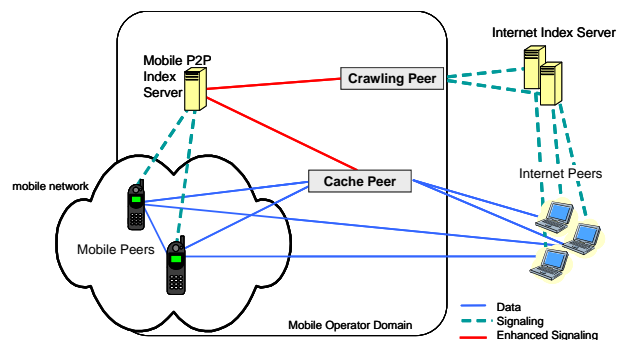 Internet Index Server
Mobile P2P
Index
Server
Crawling Peer
Cache Peer
Internet Peers
mobile network
Mobile Peers
Mobile Operator Domain
Data
Signaling
Enhanced Signaling